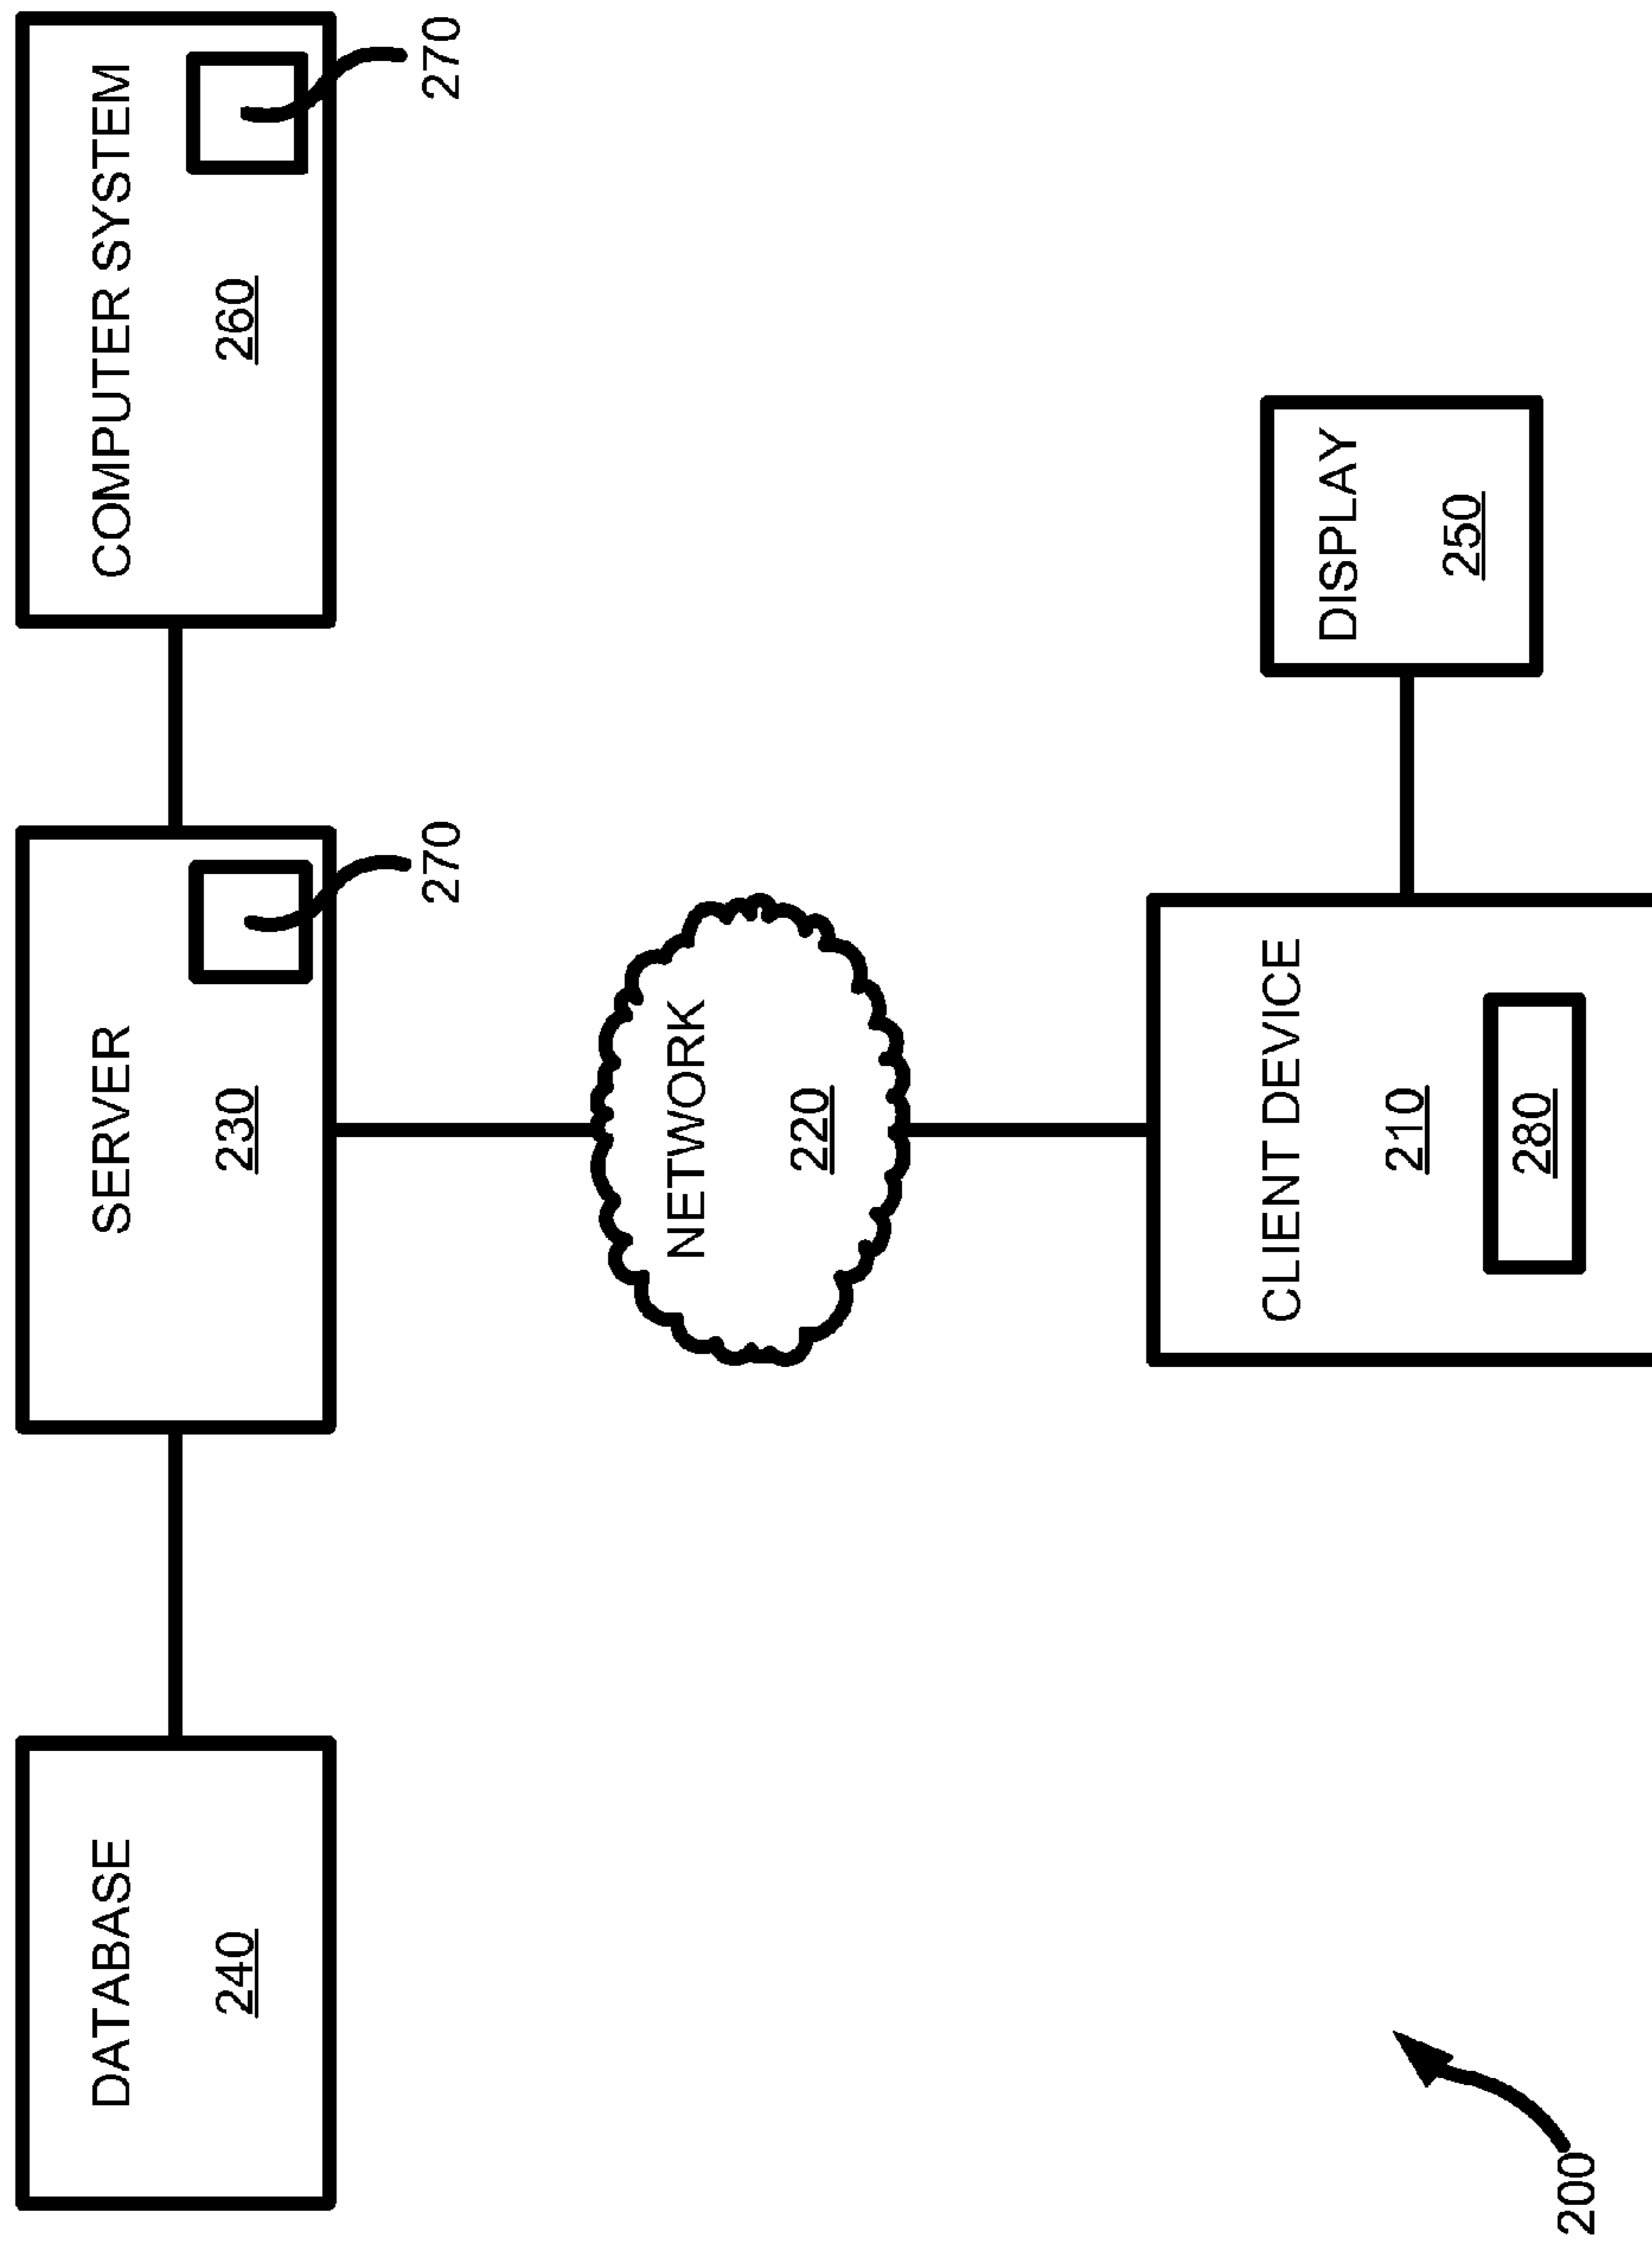 DATABASE
240
SERVER
230
270
COMPUTER SYSTEM
260
270
NETWORK
220
CLIENT DEVICE
210
280
DISPLAY
250
200